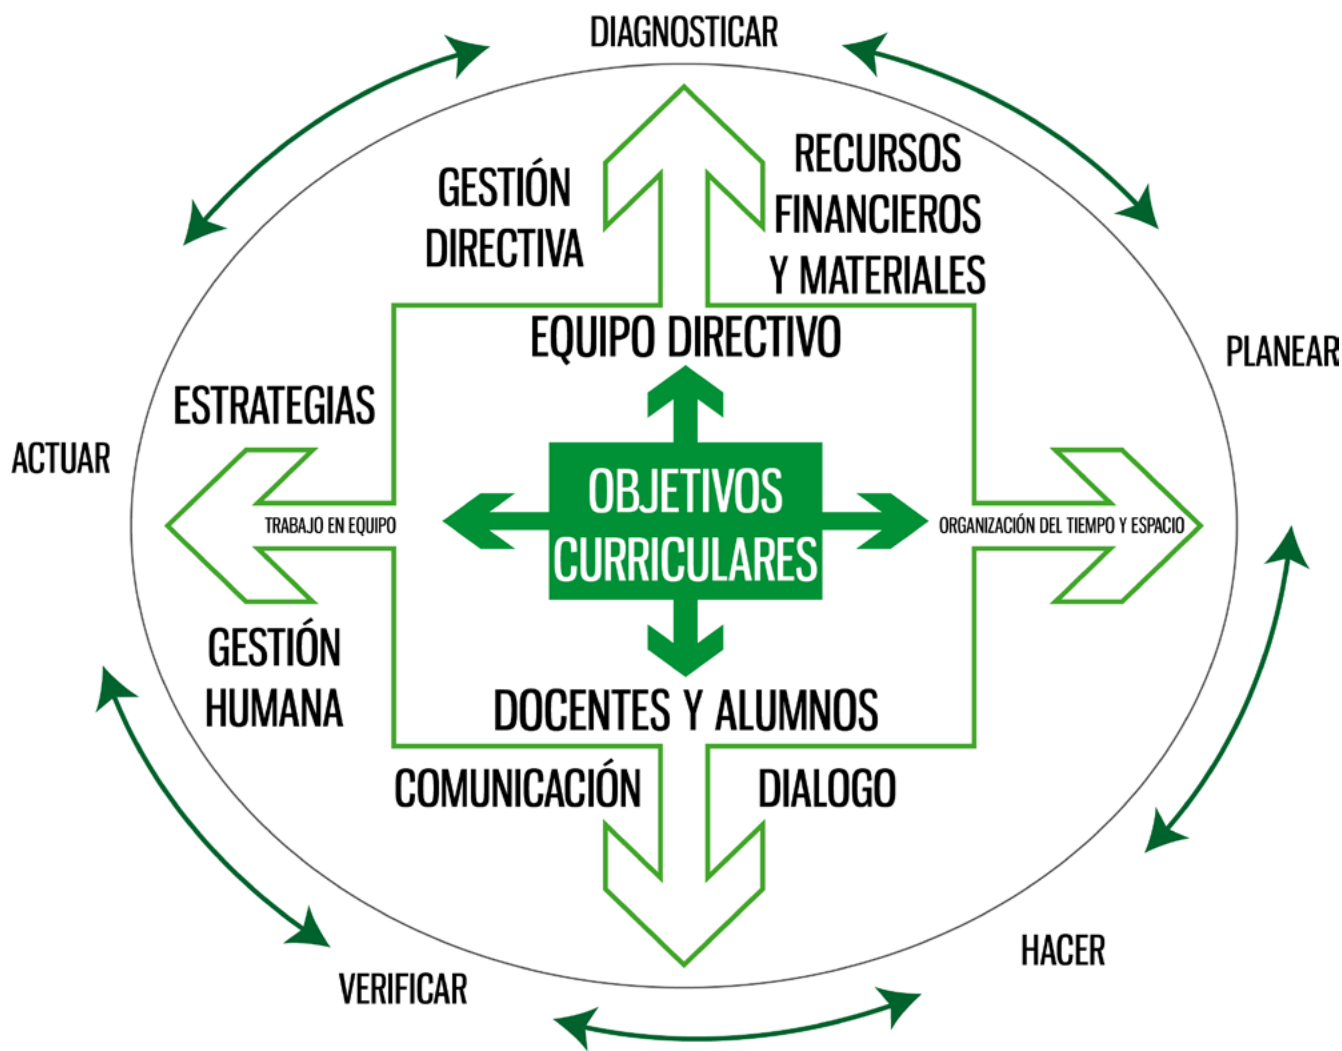 DIAGNOSTICAR
GESTIÓN
DIRECTIVA
RECURSOS
FINANCIEROS
Y MATERIALES
EQUIPO DIRECTIVO
PLANEAR
ESTRATEGIAS
ACTUAR
OBJETIVOS
CURRICULARES
TRABAJO EN EQUIPO
ORGANIZACIÓN DEL TIEMPO Y ESPACIO
GESTIÓN
HUMANA
DOCENTES Y ALUMNOS
COMUNICACIÓN
DIALOGO
HACER
VERIFICAR